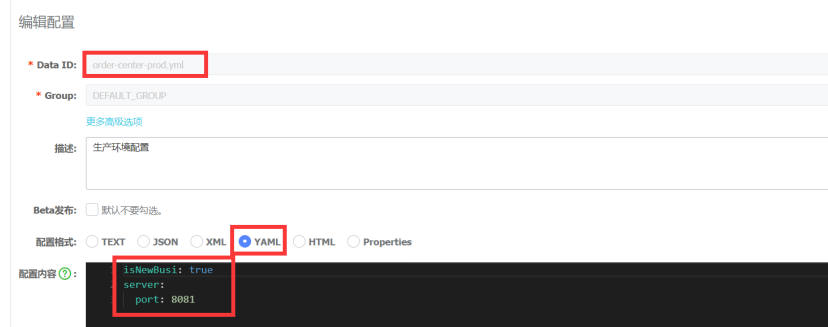 编辑配置
* Data ID: order-center-prod.yml
* Group: DEFAULT_GROUP
更多高级选项
描述: 生产环境配置
Beta发布: 默认不要勾选。
配置格式: TEXT JSON XML YAML HTML Properties
配置内容 ? : 1 isNewBusi: true
2 server:
3 port: 8081